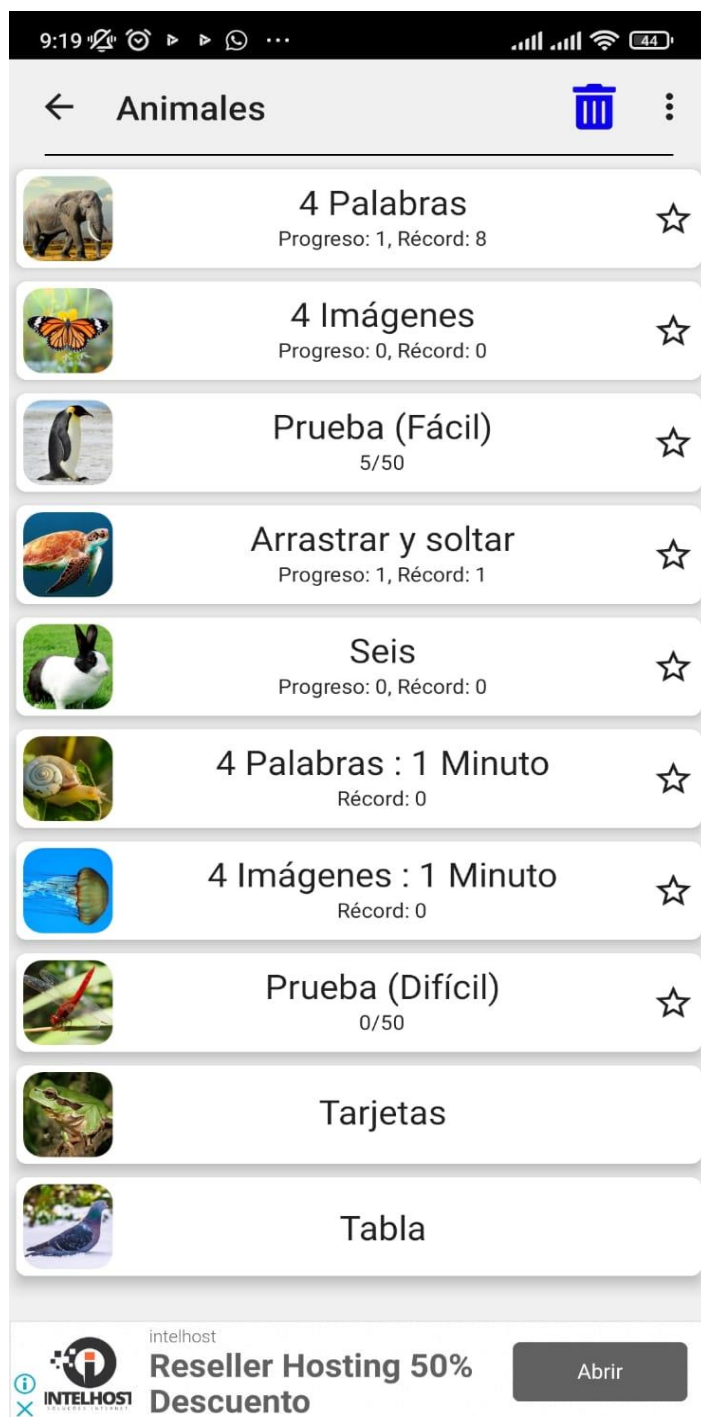 9:19
44
Animales
4 Palabras
Progreso: 1, Récord: 8
4 Imágenes
Progreso: 0, Récord: 0
Prueba (Fácil)
5/50
Arrastrar y soltar
Progreso: 1, Récord: 1
Seis
Progreso: 0, Récord: 0
4 Palabras : 1 Minuto
Récord: 0
4 Imágenes : 1 Minuto
Récord: 0
Prueba (Difícil)
0/50
Tarjetas
Tabla
intelhost
Reseller Hosting 50%
Descuento
Abrir
INTELHOST